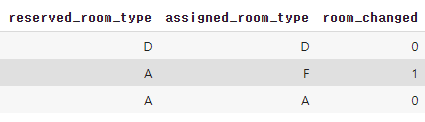 reserved_room_type assigned_room_type room_changed
D D 0
A F 1
A A 0